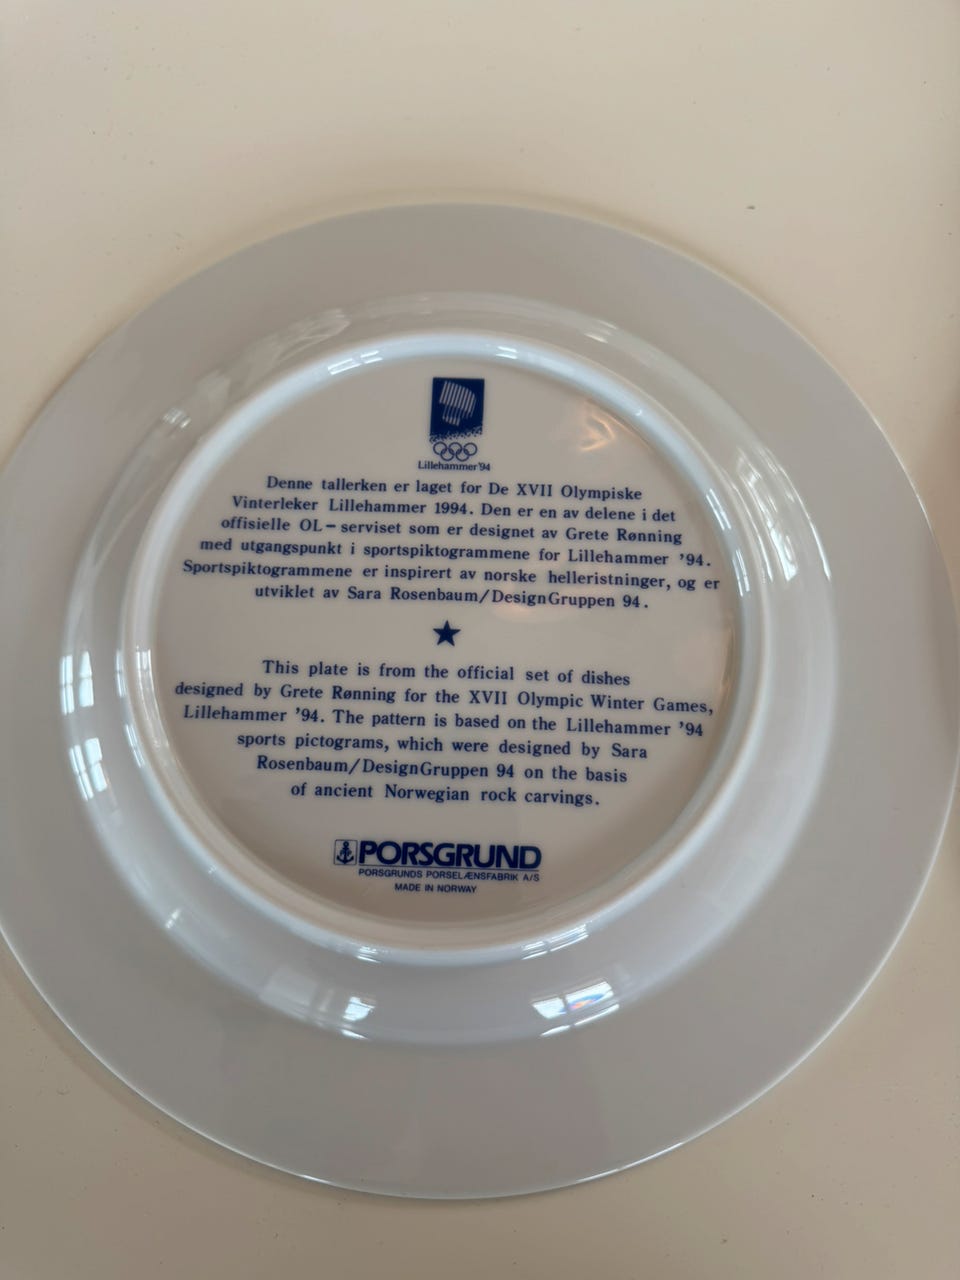 Lillehammer '94
Denne tallerken er laget for De XVII Olympiske
Vinterleker Lillehammer 1994. Den er en av delene i det
offisielle OL-serviset som er designet av Grete Rønning
med utgangspunkt i sportspiktogrammene for Lillehammer '94.
Sportspiktogrammene er inspirert av norske helleristninger, og er
utviklet av Sara Rosenbaum/DesignGruppen 94.
This plate is from the official set of dishes
designed by Grete Rønning for the XVII Olympic Winter Games,
Lillehammer '94. The pattern is based on the Lillehammer '94
sports pictograms, which were designed by Sara
Rosenbaum/DesignGruppen 94 on the basis
of ancient Norwegian rock carvings.
PORSGRUND
PORSGRUNDS PORSELÆNSFABRIK A/S
MADE IN NORWAY